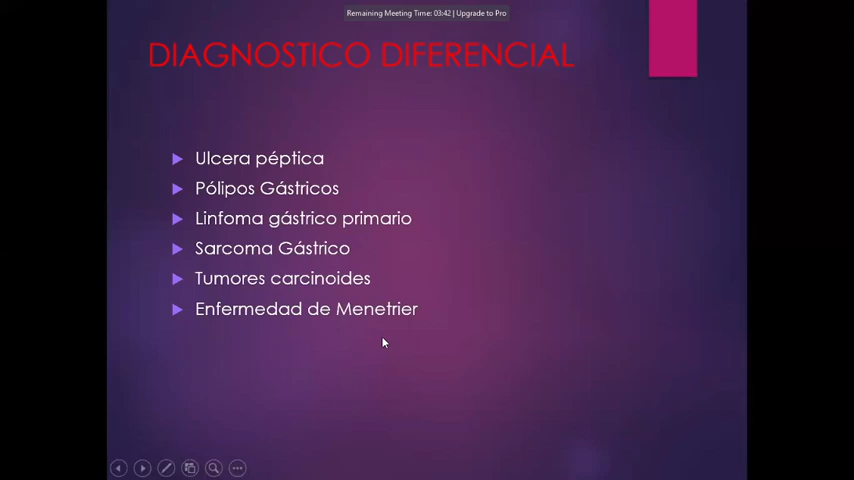 Remaining Meeting Time: 03:42 | Upgrade to Pro
DIAGNOSTICO DIFERENCIAL
Ulcera péptica
Pólipos Gástricos
Linfoma gástrico primario
Sarcoma Gástrico
Tumores carcinoides
Enfermedad de Menetrier